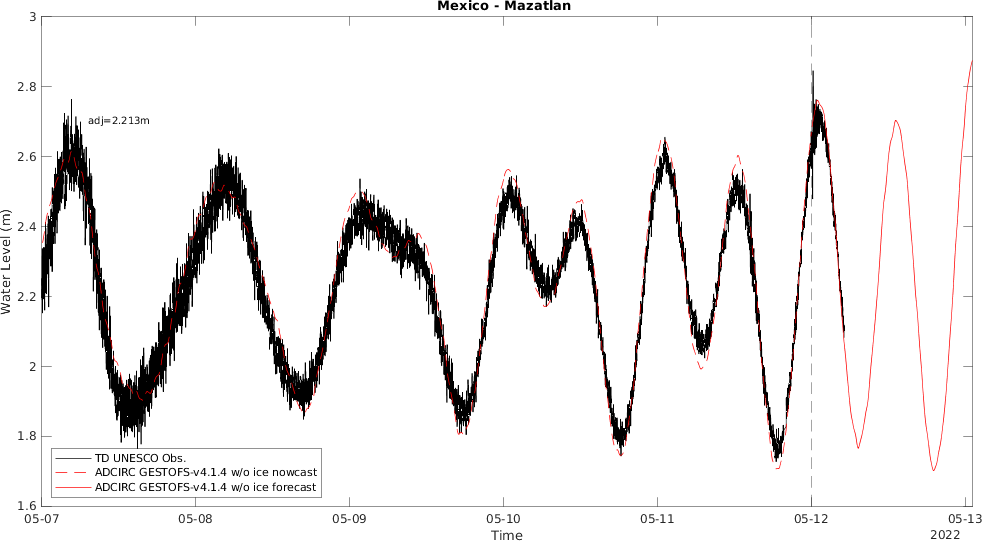 Mexico - Mazatlan
3
2.8
2.6
2.4
2.2
2
1.8
1.6
Water Level (m)
adj=2.213m
TD UNESCO Obs.
ADCIRC GESTOFS-v4.1.4 w/o ice nowcast
ADCIRC GESTOFS-v4.1.4 w/o ice forecast
05-07 05-08 05-09 05-10 05-11 05-12 05-13
Time
2022